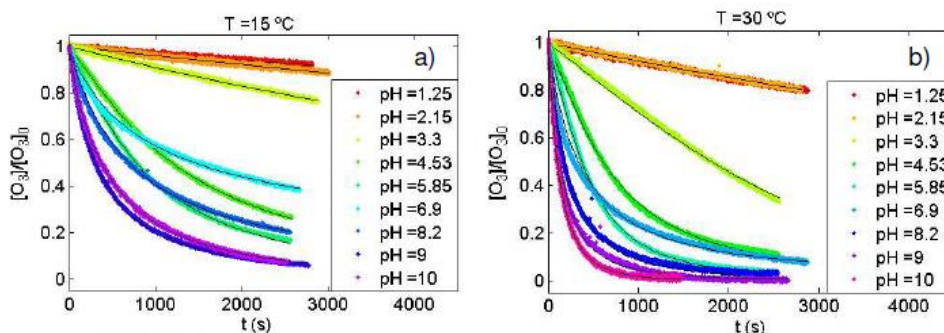 T =15 ºC
a)
[O₃]/[O₃]₀
1
0.8
0.6
0.4
0.2
0
0 1000 2000 3000 4000
t (s)
pH =1.25
pH =2.15
pH =3.3
pH =4.53
pH =5.85
pH =6.9
pH =8.2
pH =9
pH =10
T =30 ºC
b)
[O₃]/[O₃]₀
1
0.8
0.6
0.4
0.2
0
0 1000 2000 3000 4000
t (s)
pH =1.25
pH =2.15
pH =3.3
pH =4.53
pH =5.85
pH =6.9
pH =8.2
pH =9
pH =10